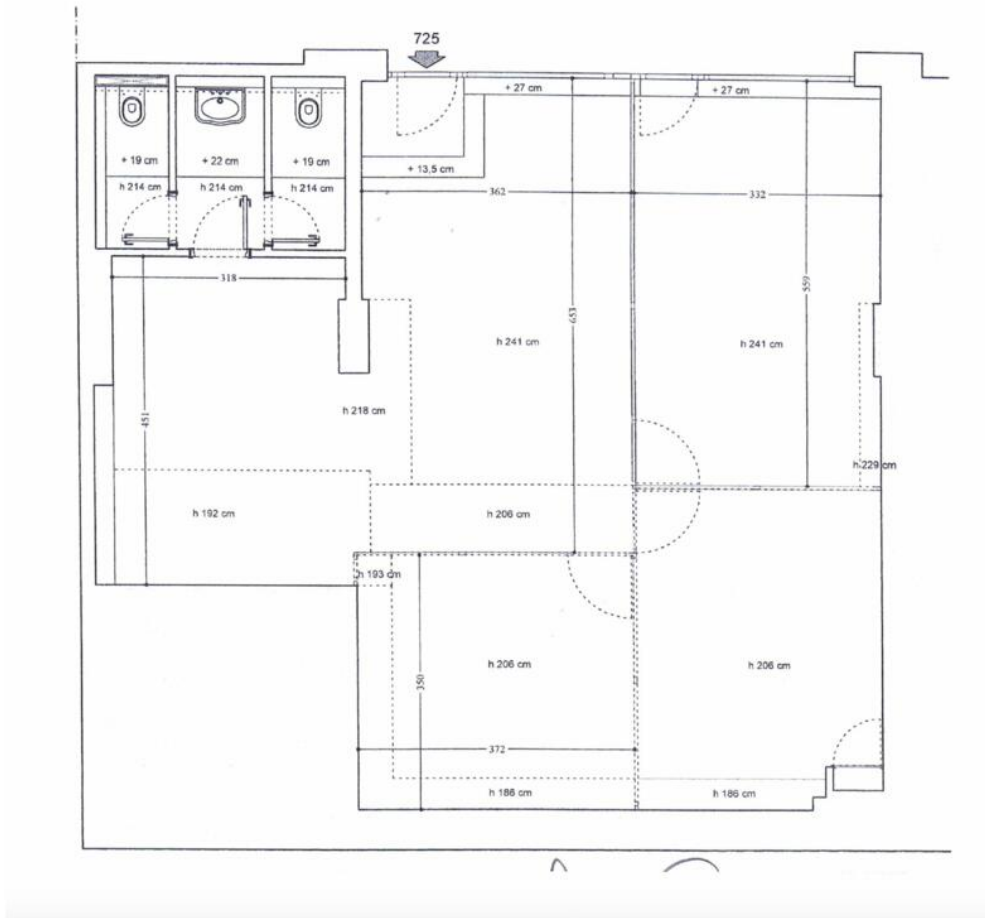 725
+ 27 cm
+ 27 cm
+ 19 cm
+ 22 cm
+ 19 cm
+ 13,5 cm
h 214 cm
h 214 cm
h 214 cm
362
332
318
559
653
h 241 cm
h 241 cm
h 218 cm
451
h 229 cm
h 192 cm
h 206 cm
h 193 cm
h 206 cm
h 206 cm
350
372
h 186 cm
h 186 cm